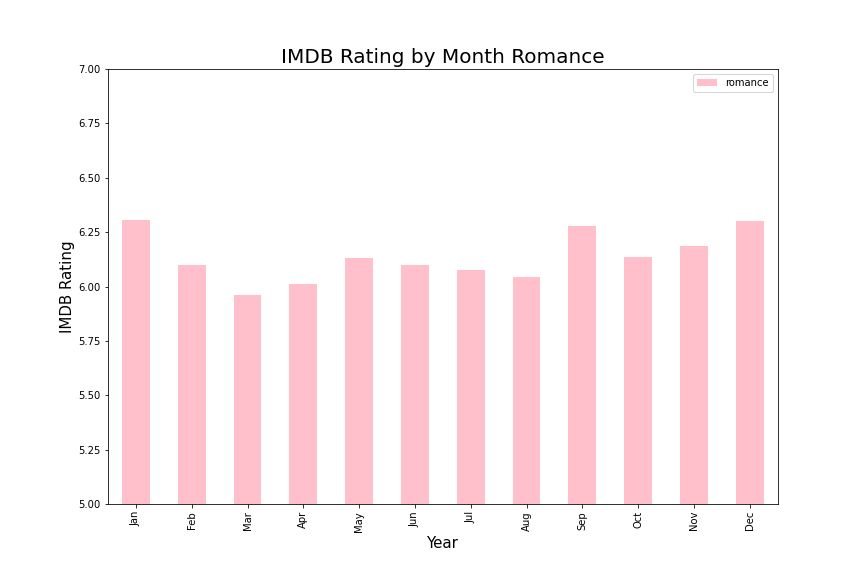 IMDB Rating by Month Romance
romance
IMDB Rating
7.00
6.75
6.50
6.25
6.00
5.75
5.50
5.25
5.00
Jan
Feb
Mar
Apr
May
Jun
Jul
Aug
Sep
Oct
Nov
Dec
Year